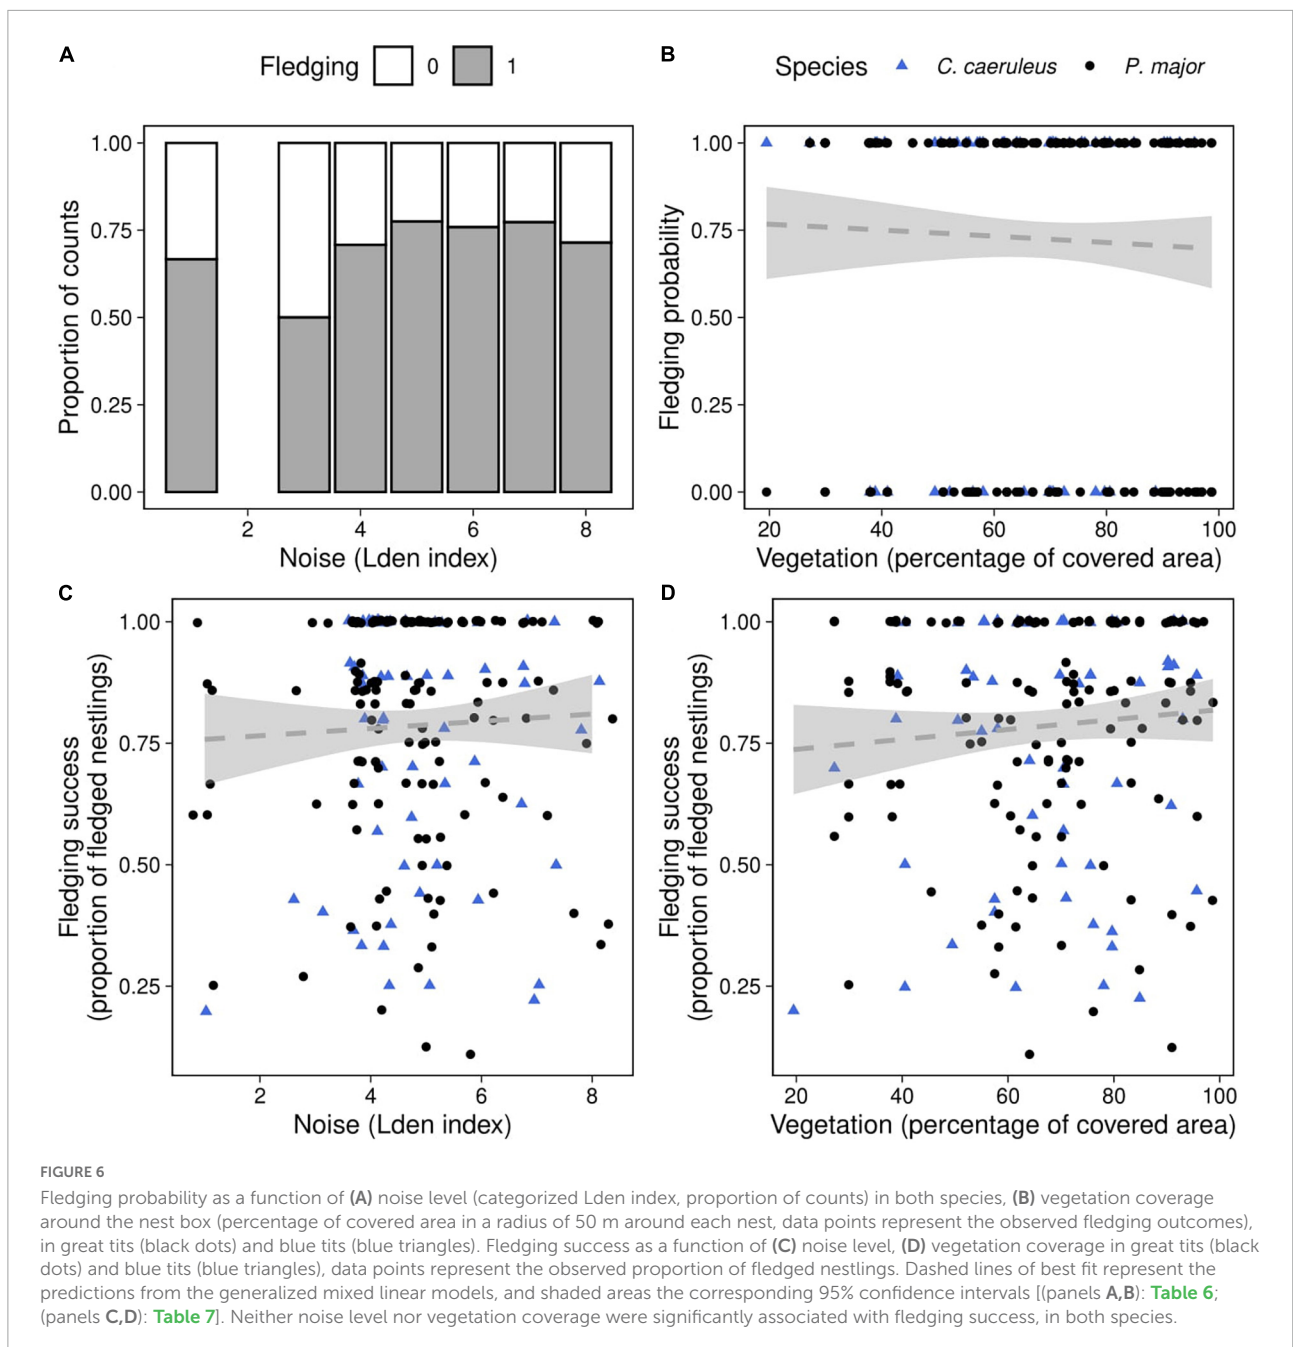 A
Fledging 0 1
1.00
0.75
0.50
0.25
0.00
Proportion of counts
2 4 6 8
Noise (Lden index)
B
Species C. caeruleus P. major
1.00
0.75
0.50
0.25
0.00
Fledging probability
20 40 60 80 100
Vegetation (percentage of covered area)
C
1.00
0.75
0.50
0.25
Fledging success
(proportion of fledged nestlings)
2 4 6 8
Noise (Lden index)
D
1.00
0.75
0.50
0.25
Fledging success
(proportion of fledged nestlings)
20 40 60 80 100
Vegetation (percentage of covered area)
FIGURE 6
Fledging probability as a function of (A) noise level (categorized Lden index, proportion of counts) in both species, (B) vegetation coverage
around the nest box (percentage of covered area in a radius of 50 m around each nest, data points represent the observed fledging outcomes),
in great tits (black dots) and blue tits (blue triangles). Fledging success as a function of (C) noise level, (D) vegetation coverage in great tits (black
dots) and blue tits (blue triangles), data points represent the observed proportion of fledged nestlings. Dashed lines of best fit represent the
predictions from the generalized mixed linear models, and shaded areas the corresponding 95% confidence intervals [(panels A,B): Table 6;
(panels C,D): Table 7]. Neither noise level nor vegetation coverage were significantly associated with fledging success, in both species.